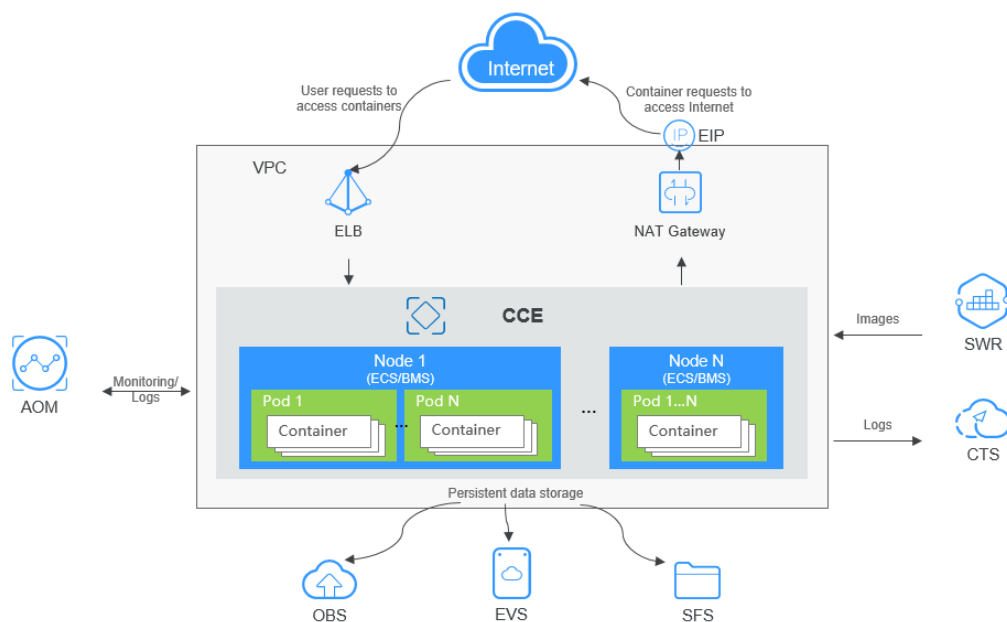 Internet
User requests to
access containers
Container requests to
access Internet
IP
EIP
VPC
ELB
NAT Gateway
CCE
Node 1
(ECS/BMS)
Pod 1
Container
...
Pod N
Container
...
Node N
(ECS/BMS)
Pod 1...N
Container
AOM
Monitoring/
Logs
Images
SWR
Logs
CTS
Persistent data storage
OBS
EVS
SFS